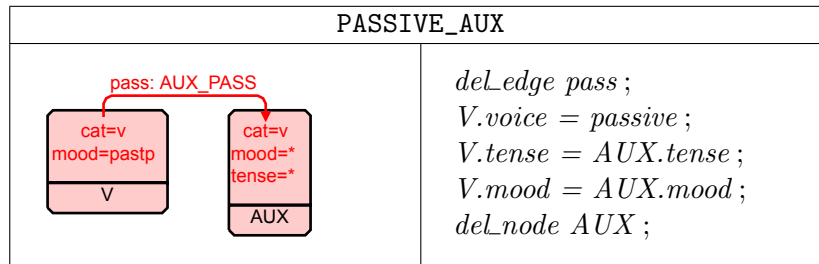 PASSIVE_AUX
pass: AUX_PASS
cat=v
mood=pastp
V
cat=v
mood=*
tense=*
AUX
del_edge pass ;
V.voice = passive ;
V.tense = AUX.tense ;
V.mood = AUX.mood ;
del_node AUX ;